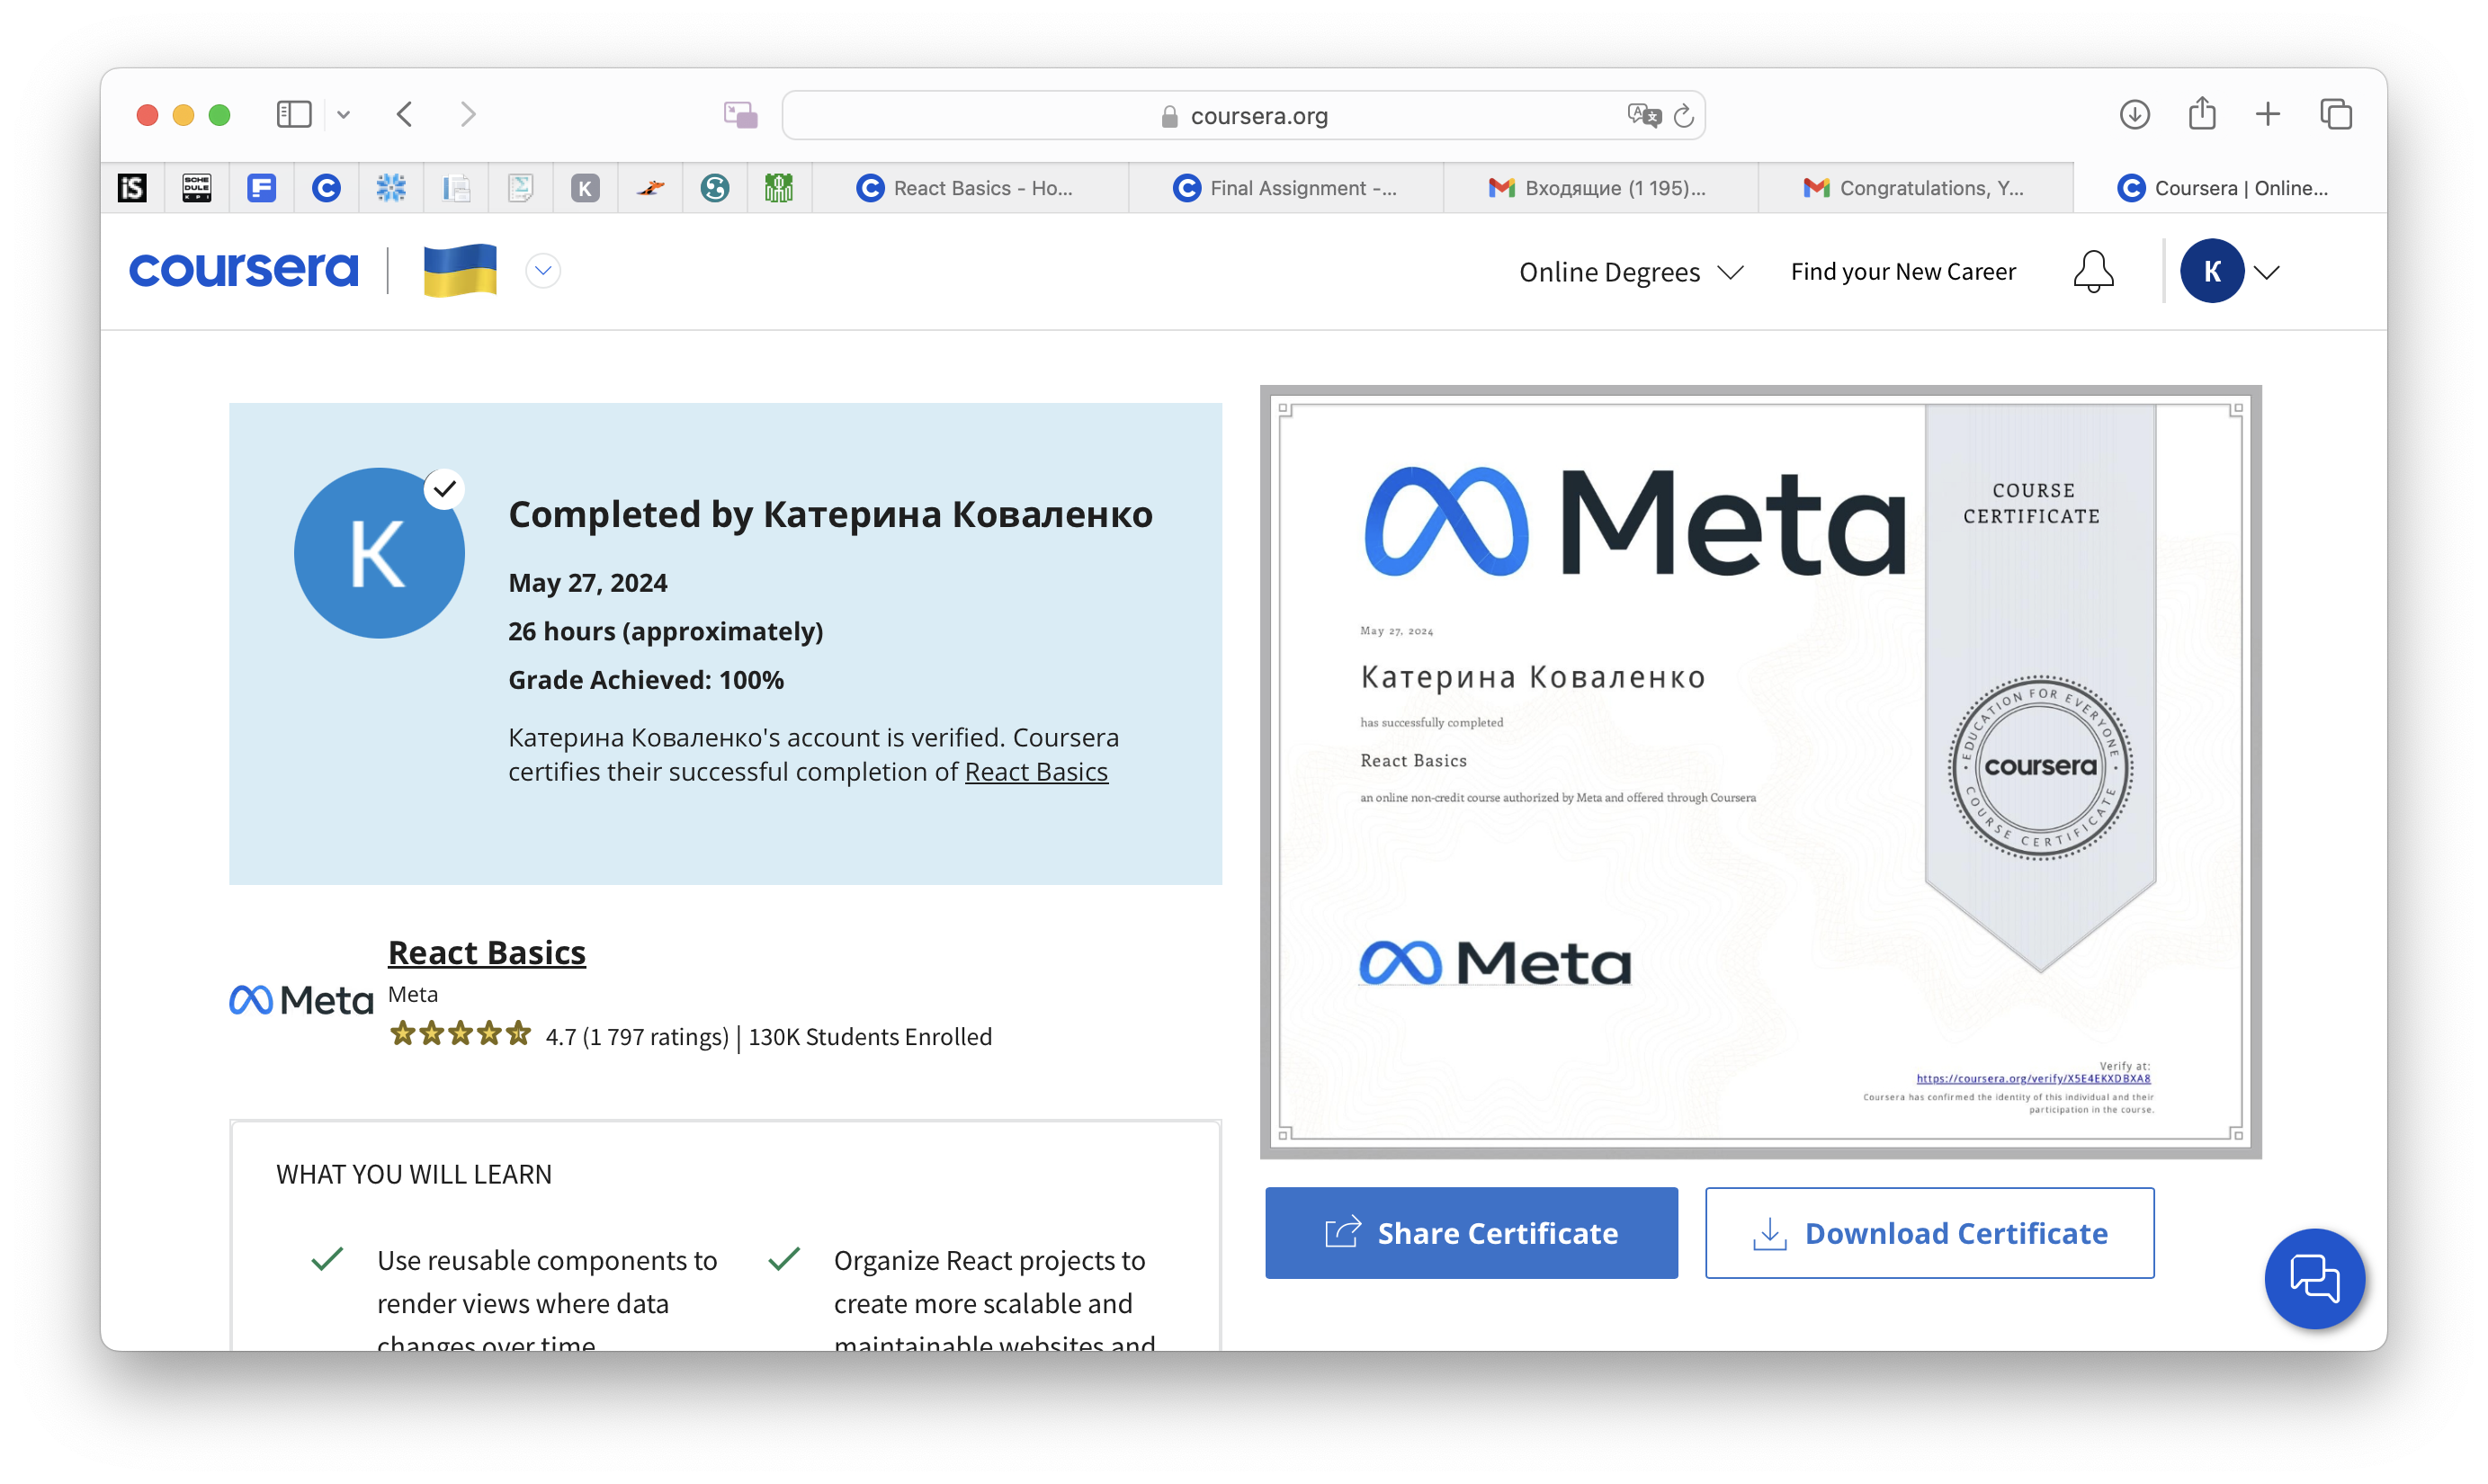 coursera.org
iS
SCHE
DULE
KPI
K
React Basics - Ho...
Final Assignment -...
Входящие (1 195)...
Congratulations, Y...
Coursera | Online...
coursera
Online Degrees
Find your New Career
K
K
Completed by Катерина Коваленко
May 27, 2024
26 hours (approximately)
Grade Achieved: 100%
Катерина Коваленко's account is verified. Coursera
certifies their successful completion of React Basics
React Basics
Meta
Meta
4.7 (1 797 ratings) | 130K Students Enrolled
WHAT YOU WILL LEARN
Use reusable components to
render views where data
changes over time
Organize React projects to
create more scalable and
maintainable websites and
Meta
COURSE
CERTIFICATE
May 27, 2024
Катерина Коваленко
has successfully completed
React Basics
an online non-credit course authorized by Meta and offered through Coursera
EDUCATION FOR EVERYONE
coursera
COURSE CERTIFICATE
Meta
Verify at:
https://coursera.org/verify/X5E4EKXDBXA8
Coursera has confirmed the identity of this individual and their
participation in the course.
Share Certificate
Download Certificate